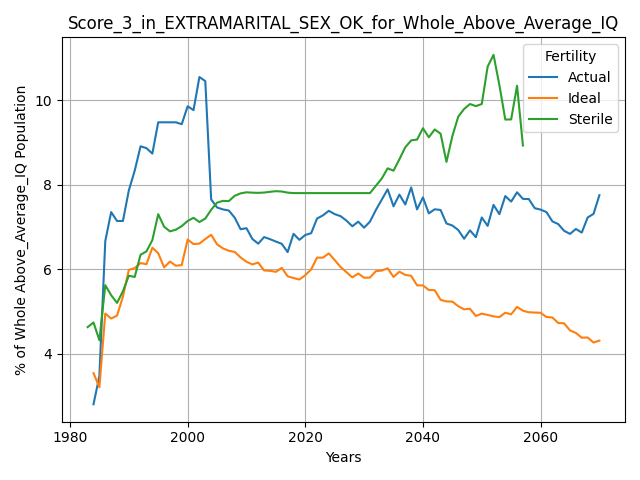 Score_3_in_EXTRAMARITAL_SEX_OK_for_Whole_Above_Average_IQ
% of Whole Above_Average_IQ Population
10
8
6
4
Fertility
Actual
Ideal
Sterile
1980
2000
2020
2040
2060
Years